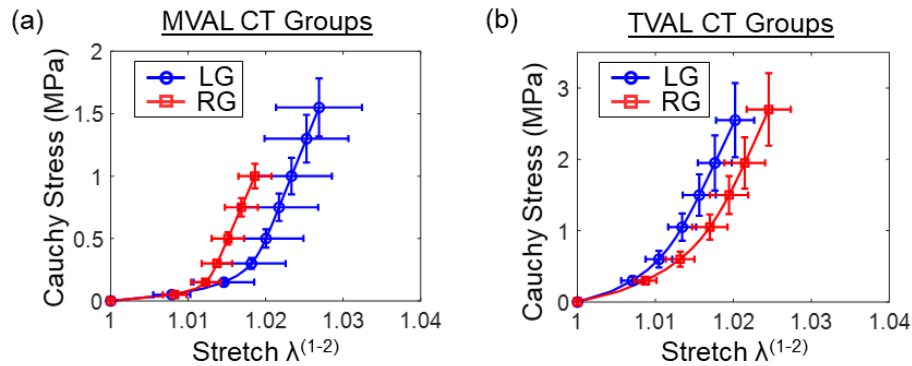 (a)
MVAL CT Groups
2
1.5
1
0.5
0
1
1.01
1.02
1.03
1.04
Cauchy Stress (MPa)
Stretch λ(1-2)
LG
RG
(b)
TVAL CT Groups
3
2
1
0
1
1.01
1.02
1.03
1.04
Cauchy Stress (MPa)
Stretch λ(1-2)
LG
RG